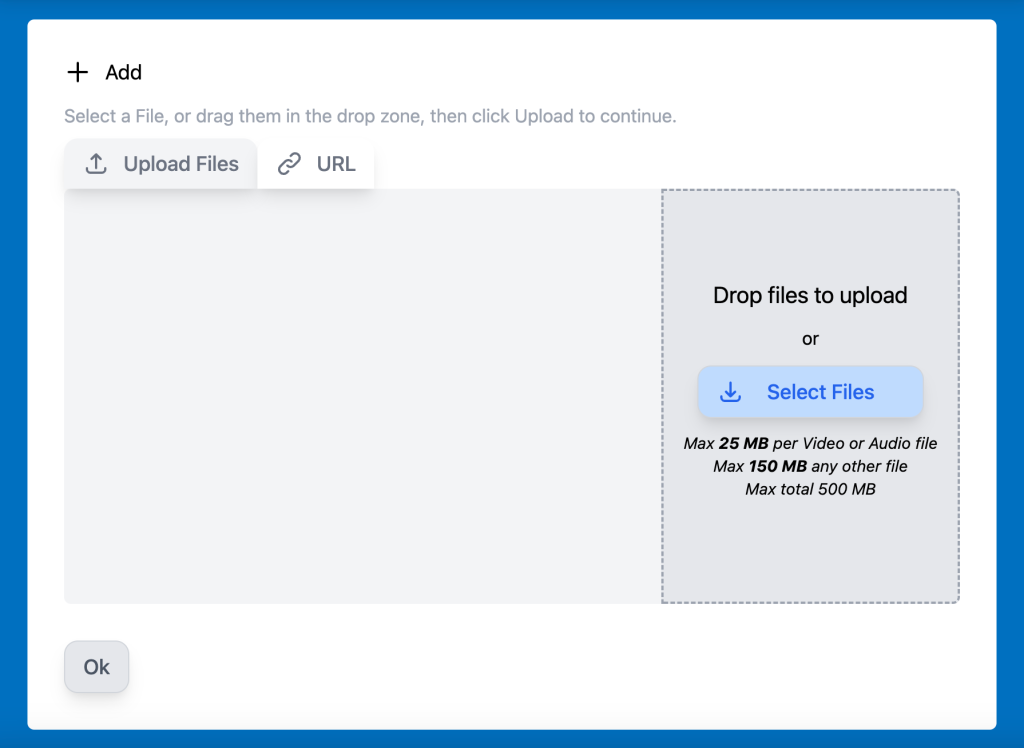 Add
Select a File, or drag them in the drop zone, then click Upload to continue.
Upload Files
URL
Drop files to upload
or
Select Files
Max 25 MB per Video or Audio file
Max 150 MB any other file
Max total 500 MB
Ok